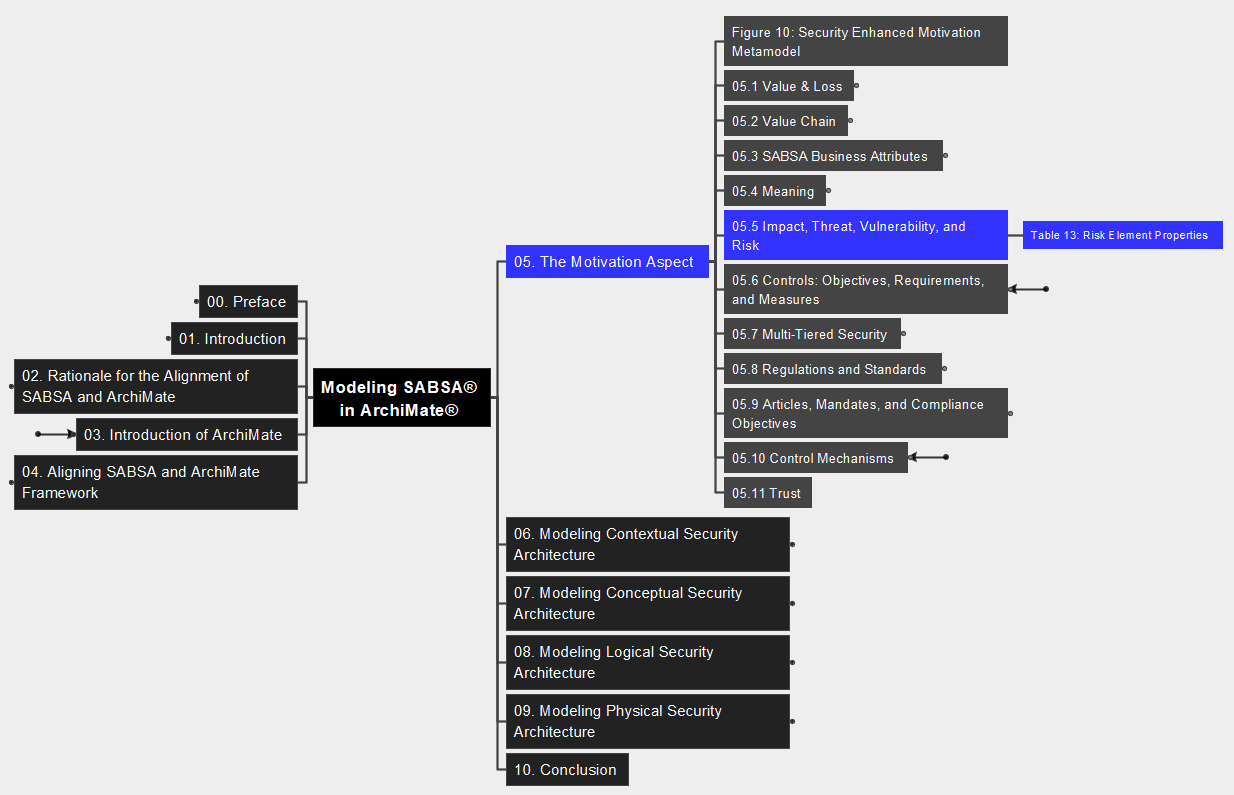 Modeling SABSA®
in ArchiMate®
00. Preface
01. Introduction
02. Rationale for the Alignment of
SABSA and ArchiMate
03. Introduction of ArchiMate
04. Aligning SABSA and ArchiMate
Framework
05. The Motivation Aspect
Figure 10: Security Enhanced Motivation
Metamodel
05.1 Value & Loss
05.2 Value Chain
05.3 SABSA Business Attributes
05.4 Meaning
05.5 Impact, Threat, Vulnerability, and
Risk
Table 13: Risk Element Properties
05.6 Controls: Objectives, Requirements,
and Measures
05.7 Multi-Tiered Security
05.8 Regulations and Standards
05.9 Articles, Mandates, and Compliance
Objectives
05.10 Control Mechanisms
05.11 Trust
06. Modeling Contextual Security
Architecture
07. Modeling Conceptual Security
Architecture
08. Modeling Logical Security
Architecture
09. Modeling Physical Security
Architecture
10. Conclusion